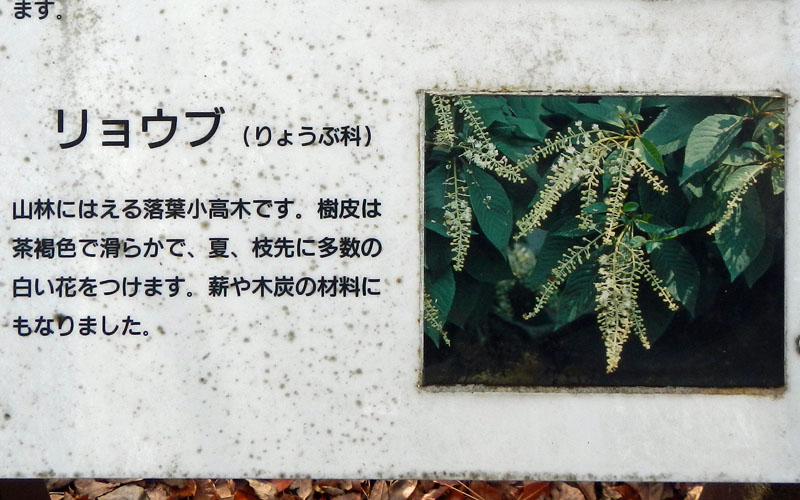 ます。
リョウブ（りょうぶ科）
山林にはえる落葉小高木です。樹皮は
茶褐色で滑らかで、夏、枝先に多数の
白い花をつけます。薪や木炭の材料に
もなりました。